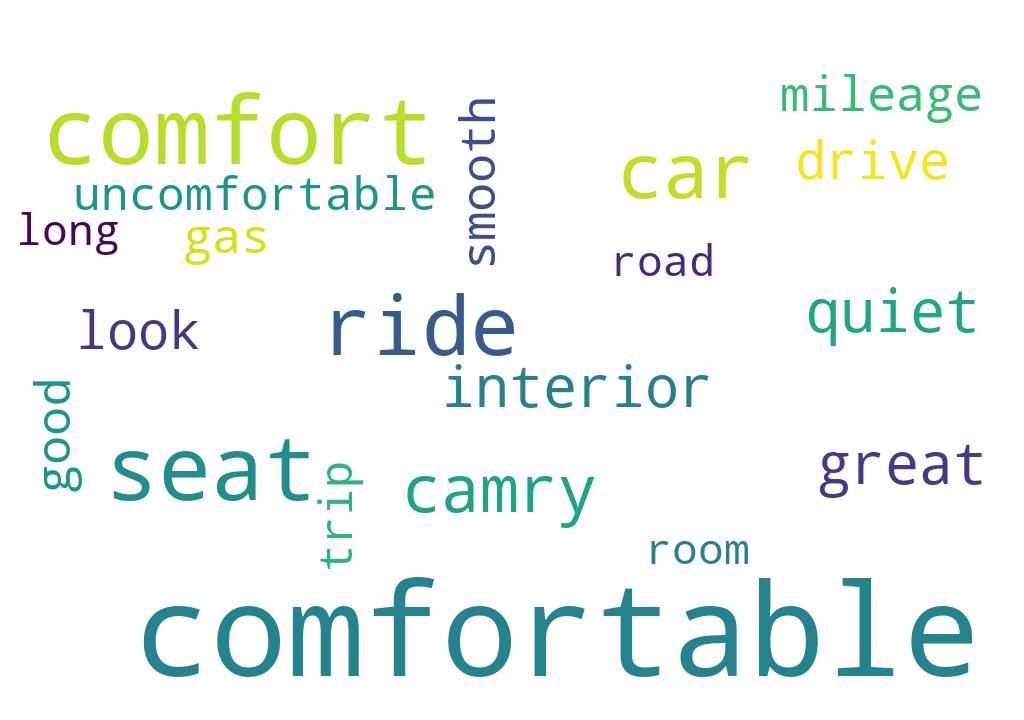 mileage
comfort
smooth
car
drive
uncomfortable
long
gas
road
look
ride
quiet
interior
good
seat
trip
camry
great
room
comfortable